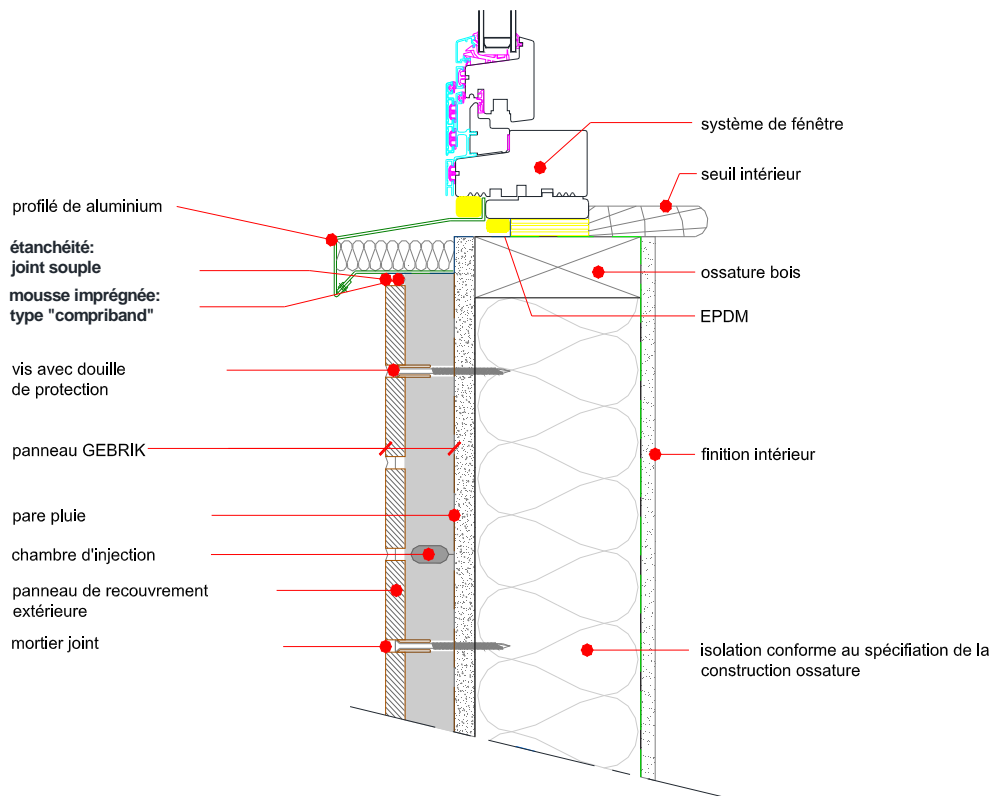 système de fénêtre
seuil intérieur
profilé de aluminium
étanchéité:
joint souple
ossature bois
mousse imprégnée:
type "compriband"
EPDM
vis avec douille
de protection
panneau GEBRIK
finition intérieur
pare pluie
chambre d'injection
panneau de recouvrement
extérieure
mortier joint
isolation conforme au spécifiation de la
construction ossature